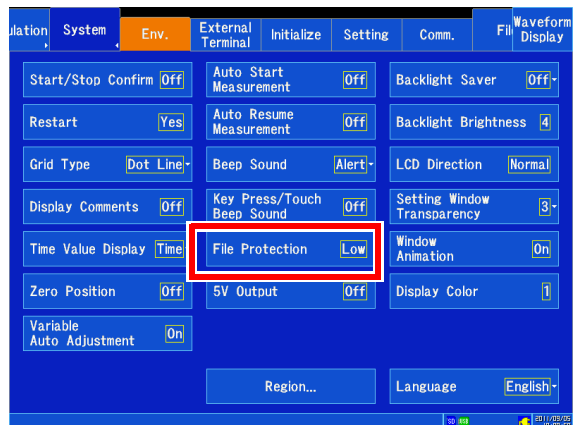 ulation System Env. External Terminal Initialize Setting Comm. Fil Waveform Display
Start/Stop Confirm Off
Auto Start Measurement Off
Backlight Saver Off
Restart Yes
Auto Resume Measurement Off
Backlight Brightness 4
Grid Type Dot Line
Beep Sound Alert
LCD Direction Normal
Display Comments Off
Key Press/Touch Beep Sound Off
Setting Window Transparency 3
Time Value Display Time
File Protection Low
Window Animation On
Zero Position Off
5V Output Off
Display Color 1
Variable Auto Adjustment On
Region...
Language English
SD
2011/09/05